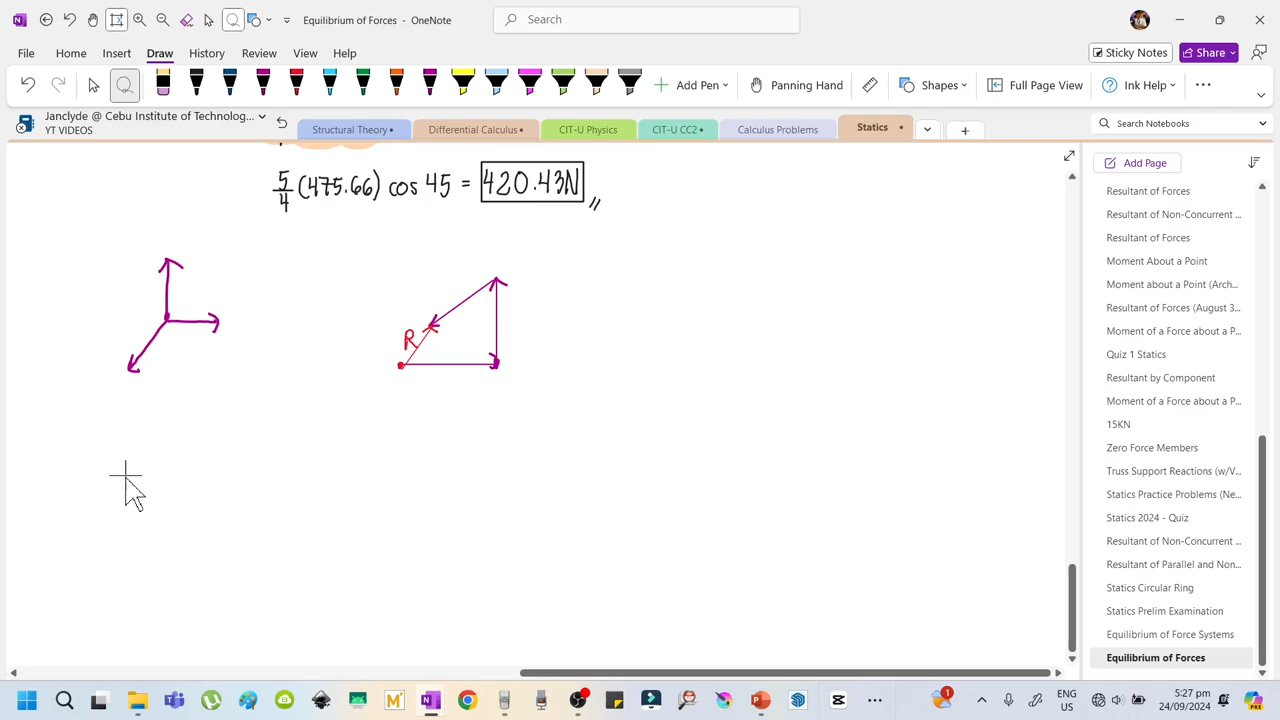 Equilibrium of Forces - OneNote
Search
File Home Insert Draw History Review View Help
Sticky Notes
Share
Add Pen
Panning Hand
Shapes
Full Page View
Ink Help
Janclyde @ Cebu Institute of Technolog...
YT VIDEOS
Structural Theory
Differential Calculus
CIT-U Physics
CIT-U CC2
Calculus Problems
Statics
Search Notebooks
Add Page
5/4 (475.66) cos 45 = 420.43N
R
Resultant of Forces
Resultant of Non-Concurrent ...
Resultant of Forces
Moment About a Point
Moment about a Point (Arch...
Resultant of Forces (August 3...
Moment of a Force about a P...
Quiz 1 Statics
Resultant by Component
Moment of a Force about a P...
15KN
Zero Force Members
Truss Support Reactions (w/V...
Statics Practice Problems (Ne...
Statics 2024 - Quiz
Resultant of Non-Concurrent ...
Resultant of Parallel and Non...
Statics Circular Ring
Statics Prelim Examination
Equilibrium of Force Systems
Equilibrium of Forces
1
ENG
US
5:27 pm
24/09/2024